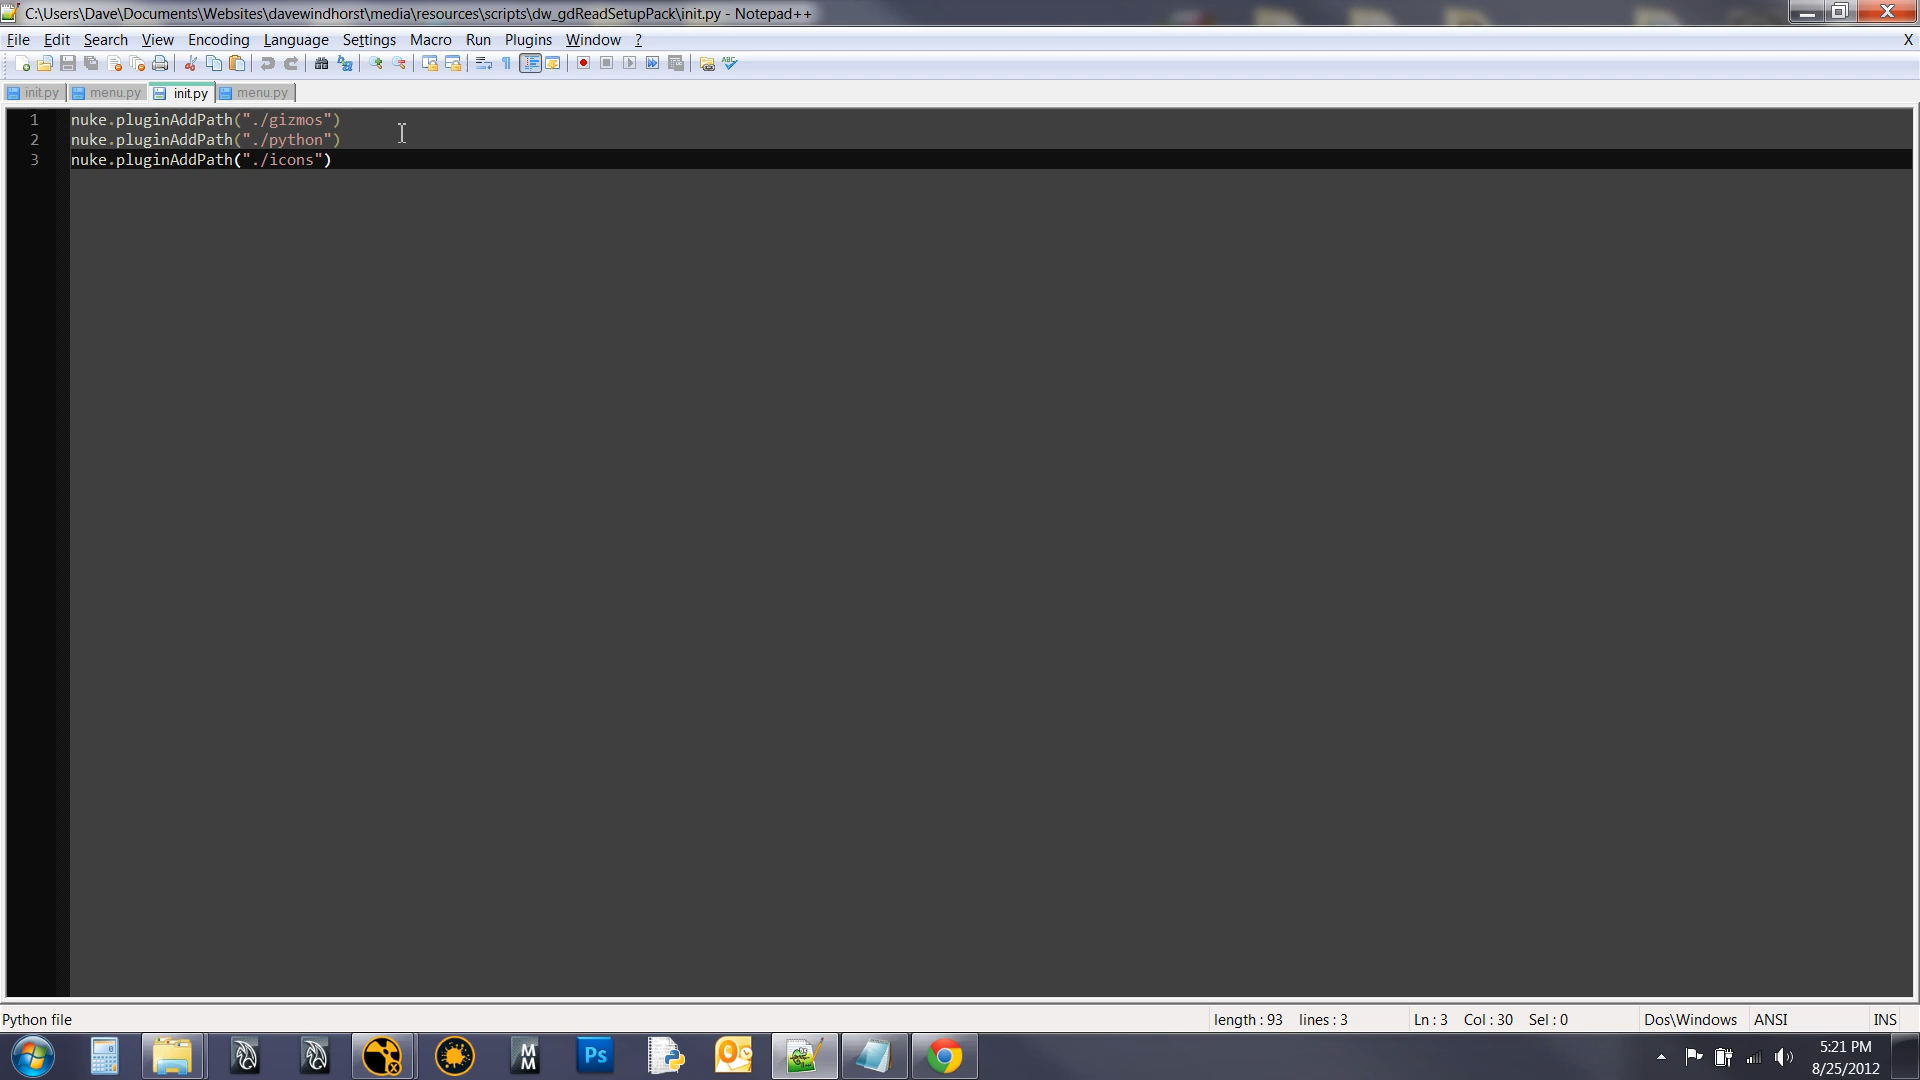 C:\Users\Dave\Documents\Websites\davewindhorst\media\resources\scripts\dw_gdReadSetupPack\init.py - Notepad++
File Edit Search View Encoding Language Settings Macro Run Plugins Window ? X
init.py menu.py init.py menu.py
1 nuke.pluginAddPath("./gizmos")
2 nuke.pluginAddPath("./python")
3 nuke.pluginAddPath("./icons")
Python file length : 93 lines : 3 Ln : 3 Col : 30 Sel : 0 Dos\Windows ANSI INS
M
M
Ps
5:21 PM
8/25/2012